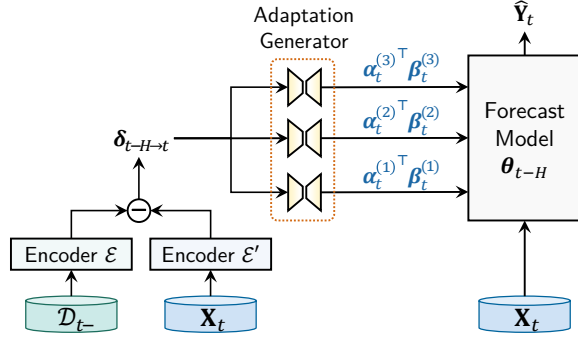 Adaptation
Generator
Ŷ_t
α_t^{(3)⊤} β_t^{(3)}
α_t^{(2)⊤} β_t^{(2)}
α_t^{(1)⊤} β_t^{(1)}
Forecast
Model
θ_{t−H}
δ_{t−H→t}
−
Encoder ℰ
Encoder ℰ′
𝒟_{t−}
X_t
X_t